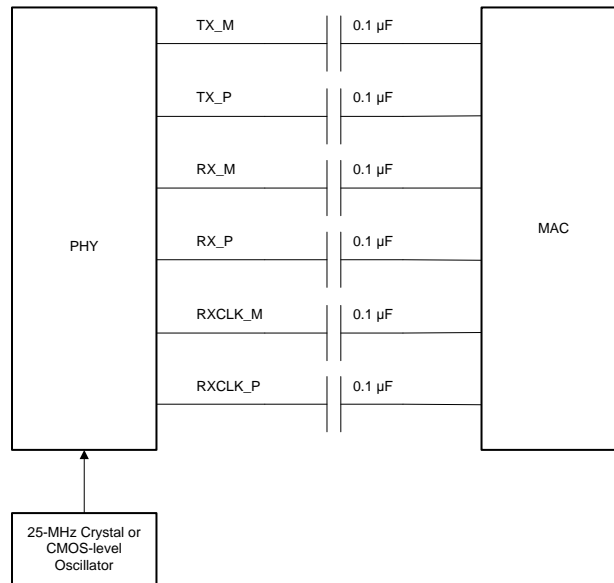 TX_M 0.1 µF
TX_P 0.1 µF
RX_M 0.1 µF
PHY
MAC
RX_P 0.1 µF
RXCLK_M 0.1 µF
RXCLK_P 0.1 µF
25-MHz Crystal or
CMOS-level
Oscillator